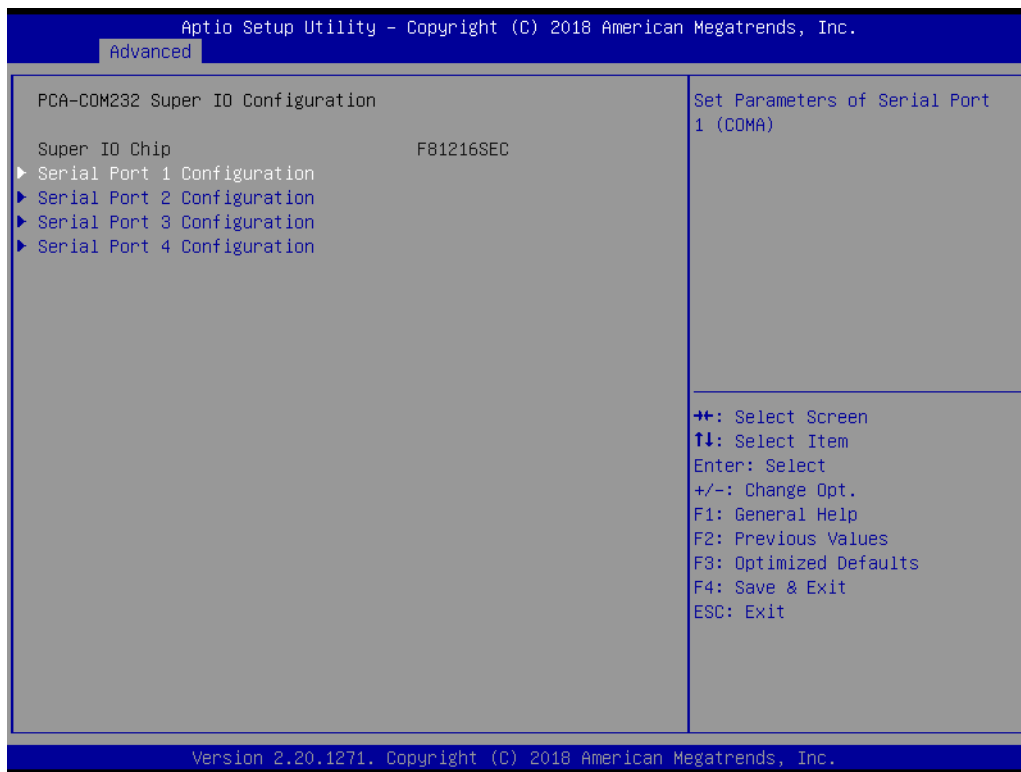 Aptio Setup Utility – Copyright (C) 2018 American Megatrends, Inc.
Advanced
PCA-COM232 Super IO Configuration
Super IO Chip F81216SEC
▶ Serial Port 1 Configuration
▶ Serial Port 2 Configuration
▶ Serial Port 3 Configuration
▶ Serial Port 4 Configuration
Set Parameters of Serial Port
1 (COMA)
→←: Select Screen
↑↓: Select Item
Enter: Select
+/-: Change Opt.
F1: General Help
F2: Previous Values
F3: Optimized Defaults
F4: Save & Exit
ESC: Exit
Version 2.20.1271. Copyright (C) 2018 American Megatrends, Inc.